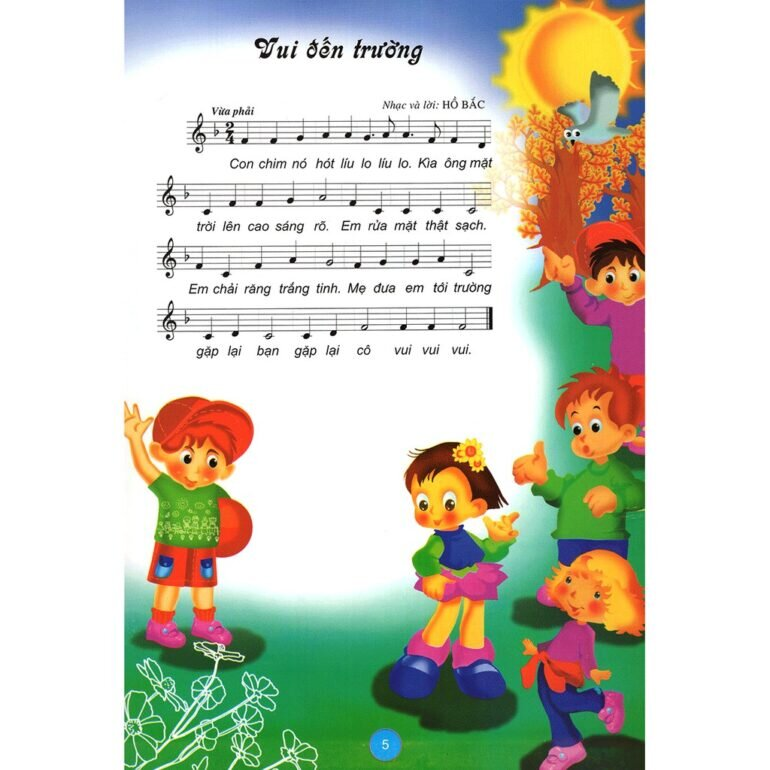 Vui đến trường
Vừa phải
Nhạc và lời: HỒ BẮC
2
4
Con chim nó hót líu lo líu lo. Kìa ông mặt
trời lên cao sáng rõ. Em rửa mặt thật sạch.
Em chải răng trắng tinh. Mẹ đưa em tới trường
gặp lại bạn gặp lại cô vui vui vui.
5